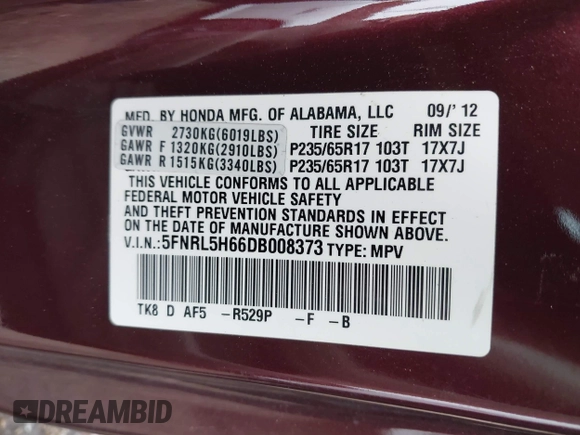 MFD. BY HONDA MFG. OF ALABAMA, LLC 09/' 12
GVWR 2730KG(6019LBS) TIRE SIZE RIM SIZE
GAWR F 1320KG(2910LBS) P235/65R17 103T 17X7J
GAWR R 1515KG(3340LBS) P235/65R17 103T 17X7J
THIS VEHICLE CONFORMS TO ALL APPLICABLE
FEDERAL MOTOR VEHICLE SAFETY
AND THEFT PREVENTION STANDARDS IN EFFECT
ON THE DATE OF MANUFACTURE SHOWN ABOVE.
V.I.N.: 5FNRL5H66DB008373 TYPE: MPV
TK8 D AF5 -R529P -F -B
DREAMBID